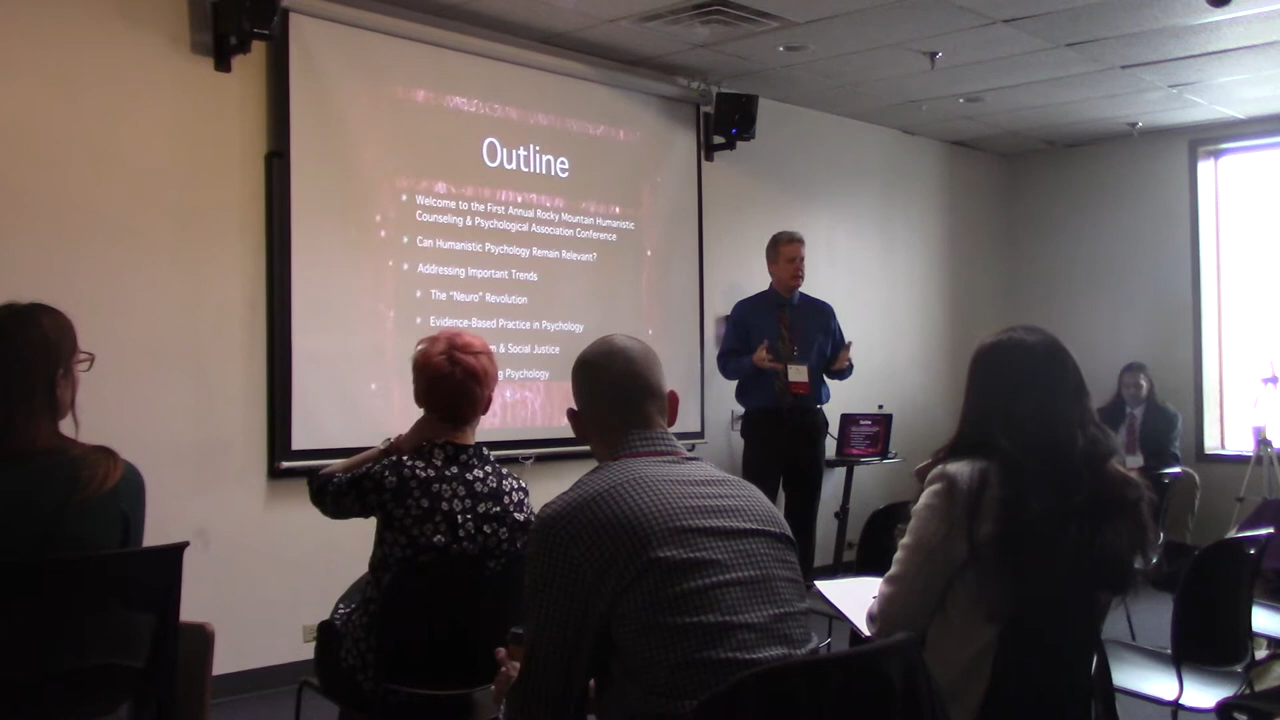 Outline
Welcome to the First Annual Rocky Mountain Humanistic
Counseling & Psychological Association Conference
Can Humanistic Psychology Remain Relevant?
Addressing Important Trends
The "Neuro" Revolution
Evidence-Based Practice in Psychology
& Social Justice
Psychology
Outline